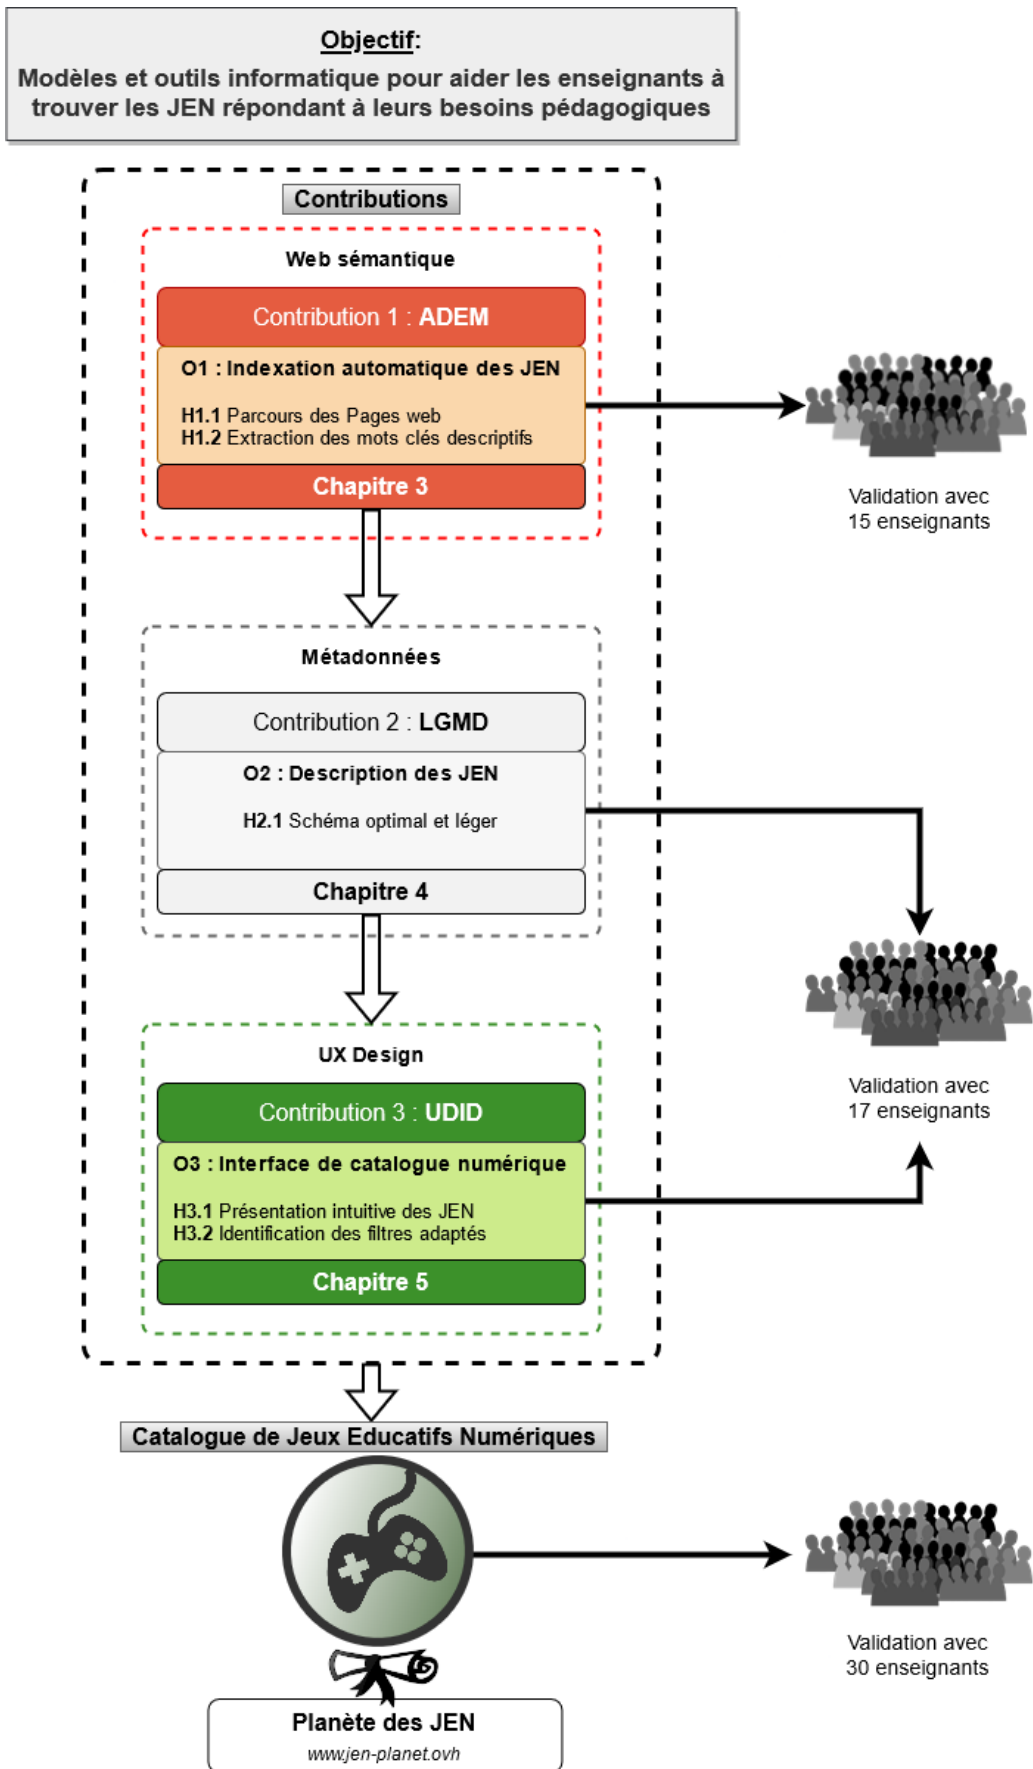 Objectif:
Modèles et outils informatique pour aider les enseignants à
trouver les JEN répondant à leurs besoins pédagogiques
Contributions
Web sémantique
Contribution 1 : ADEM
O1 : Indexation automatique des JEN
H1.1 Parcours des Pages web
H1.2 Extraction des mots clés descriptifs
Chapitre 3
Validation avec
15 enseignants
Métadonnées
Contribution 2 : LGMD
O2 : Description des JEN
H2.1 Schéma optimal et léger
Chapitre 4
Validation avec
17 enseignants
UX Design
Contribution 3 : UDID
O3 : Interface de catalogue numérique
H3.1 Présentation intuitive des JEN
H3.2 Identification des filtres adaptés
Chapitre 5
Catalogue de Jeux Educatifs Numériques
Validation avec
30 enseignants
Planète des JEN
www.jen-planet.ovh